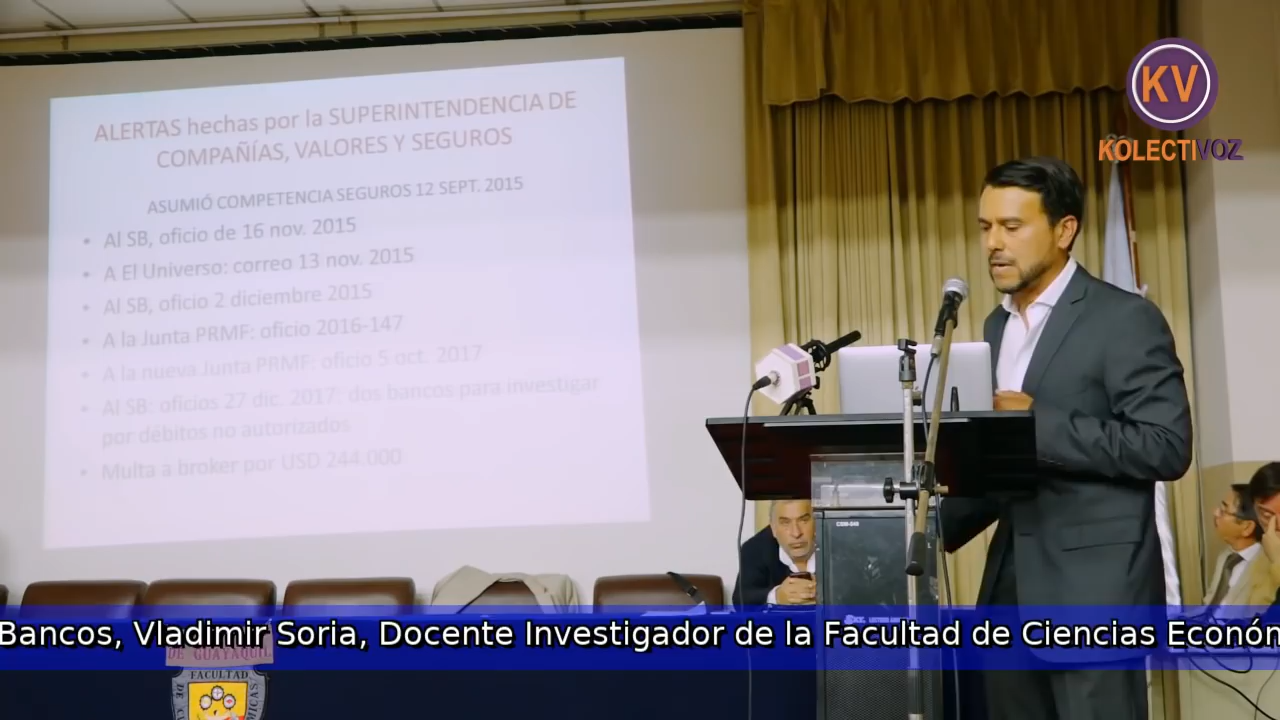 ALERTAS hechas por la SUPERINTENDENCIA DE
COMPAÑÍAS, VALORES Y SEGUROS
ASUMIÓ COMPETENCIA SEGUROS 12 SEPT. 2015
• Al SB, oficio de 16 nov. 2015
• A El Universo: correo 13 nov. 2015
• Al SB, oficio 2 diciembre 2015
• A la Junta PRMF: oficio 2016-147
• A la nueva Junta PRMF: oficio 5 oct. 2017
• Al SB: oficios 27 dic. 2017: dos bancos para investigar
por débitos no autorizados
• Multa a broker por USD 244.000
KV
KOLECTIVOZ
Bancos, Vladimir Soria, Docente Investigador de la Facultad de Ciencias Económ
DE GUAYAQUIL
FACULTAD